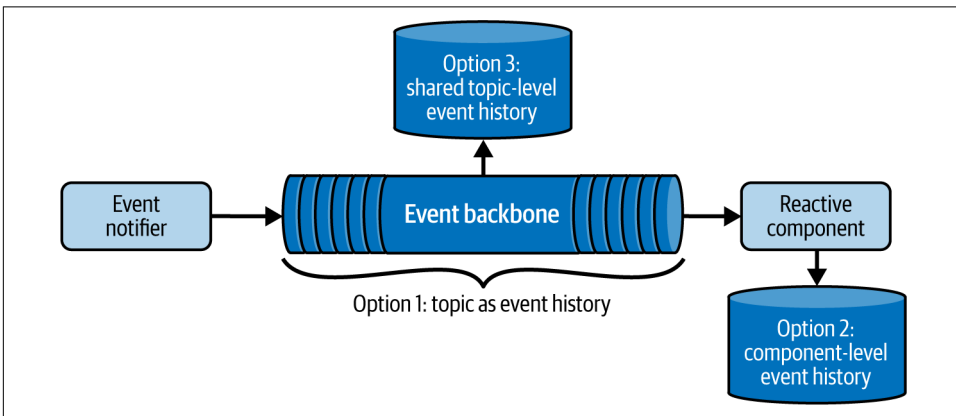 Option 3:
shared topic-level
event history
Event
notifier
Event backbone
Reactive
component
Option 1: topic as event history
Option 2:
component-level
event history